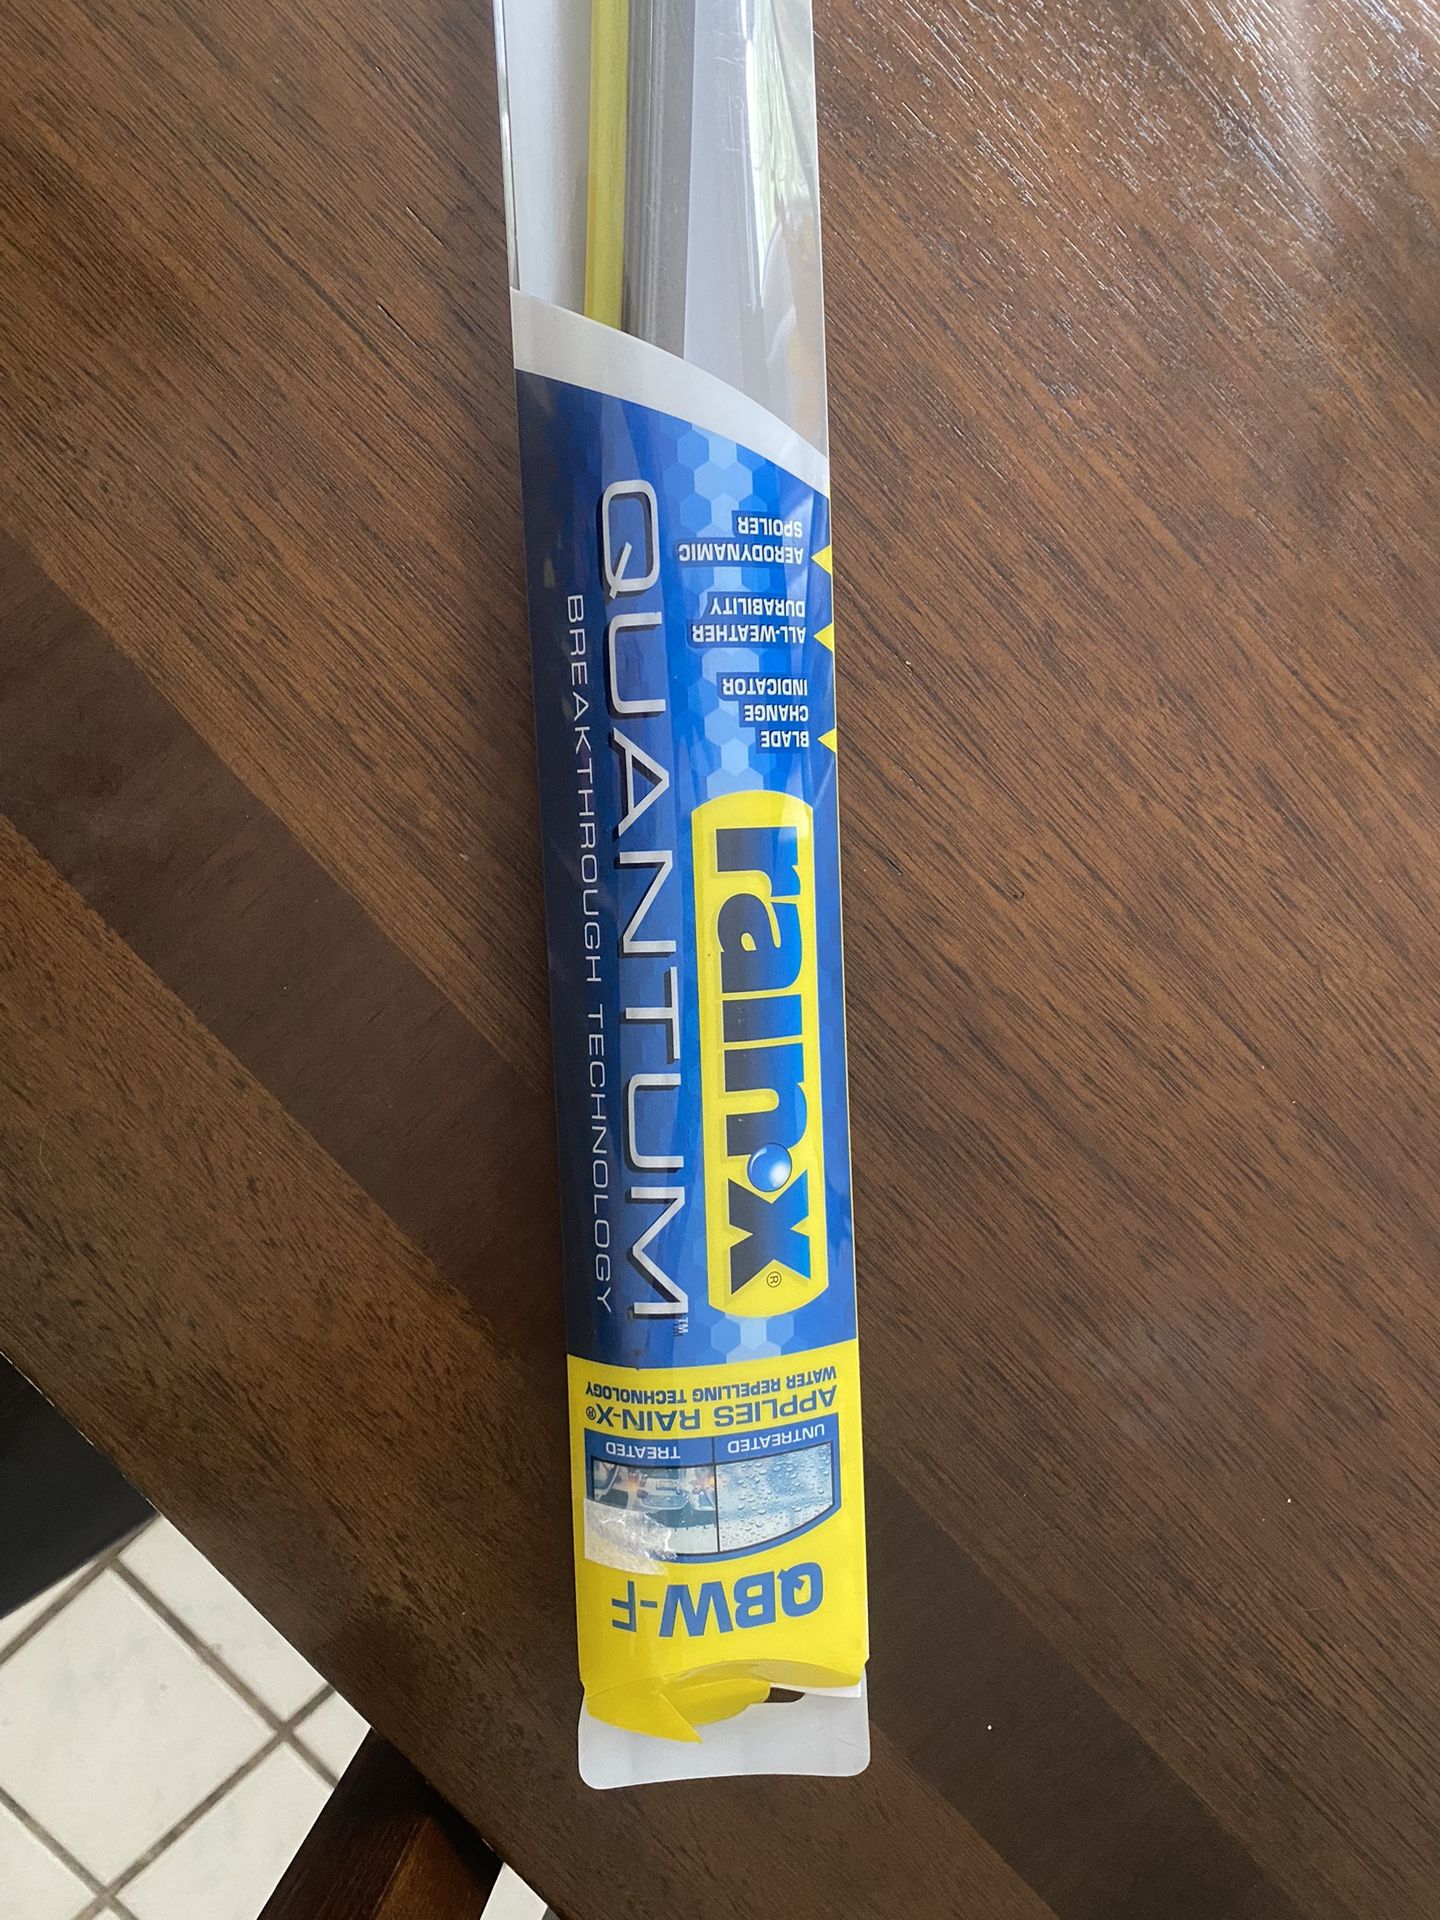 QBW-F
UNTREATED
TREATED
APPLIES RAIN-X®
WATER REPELLING TECHNOLOGY
rain·x®
QUANTUM™
BREAKTHROUGH TECHNOLOGY
BLADE
CHANGE
INDICATOR
ALL-WEATHER
DURABILITY
AERODYNAMIC
SPOILER